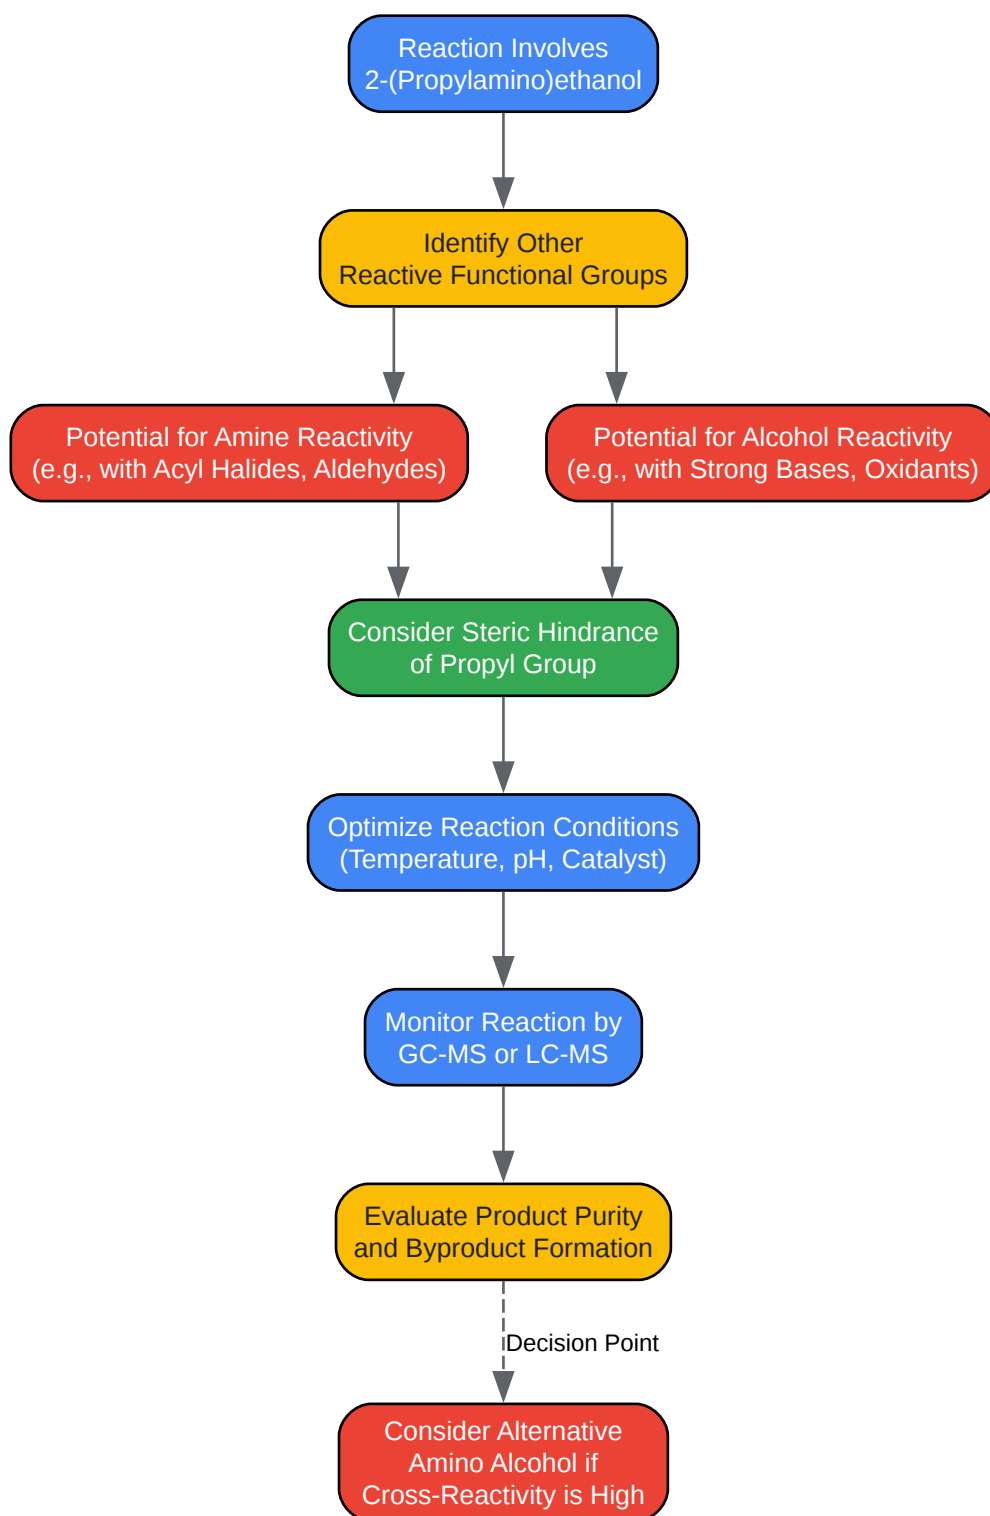 Reaction Involves
2-(Propylamino)ethanol
Identify Other
Reactive Functional Groups
Potential for Amine Reactivity
(e.g., with Acyl Halides, Aldehydes)
Potential for Alcohol Reactivity
(e.g., with Strong Bases, Oxidants)
Consider Steric Hindrance
of Propyl Group
Optimize Reaction Conditions
(Temperature, pH, Catalyst)
Monitor Reaction by
GC-MS or LC-MS
Evaluate Product Purity
and Byproduct Formation
Decision Point
Consider Alternative
Amino Alcohol if
Cross-Reactivity is High